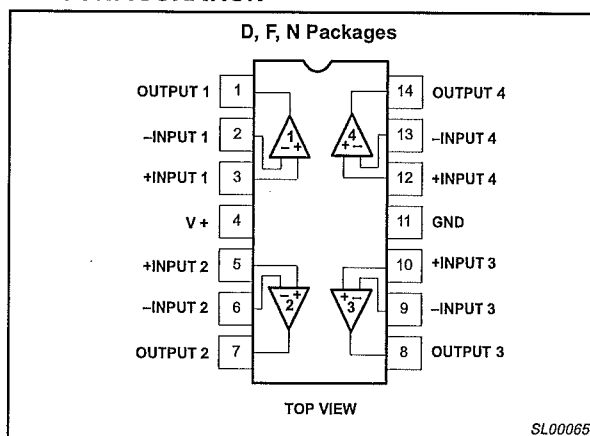 D, F, N Packages
OUTPUT 1 1 14 OUTPUT 4
–INPUT 1 2 13 –INPUT 4
1 4
– + + –
+INPUT 1 3 12 +INPUT 4
V + 4 11 GND
+INPUT 2 5 10 +INPUT 3
– + + –
2 3
–INPUT 2 6 9 –INPUT 3
OUTPUT 2 7 8 OUTPUT 3
TOP VIEW
SL00065